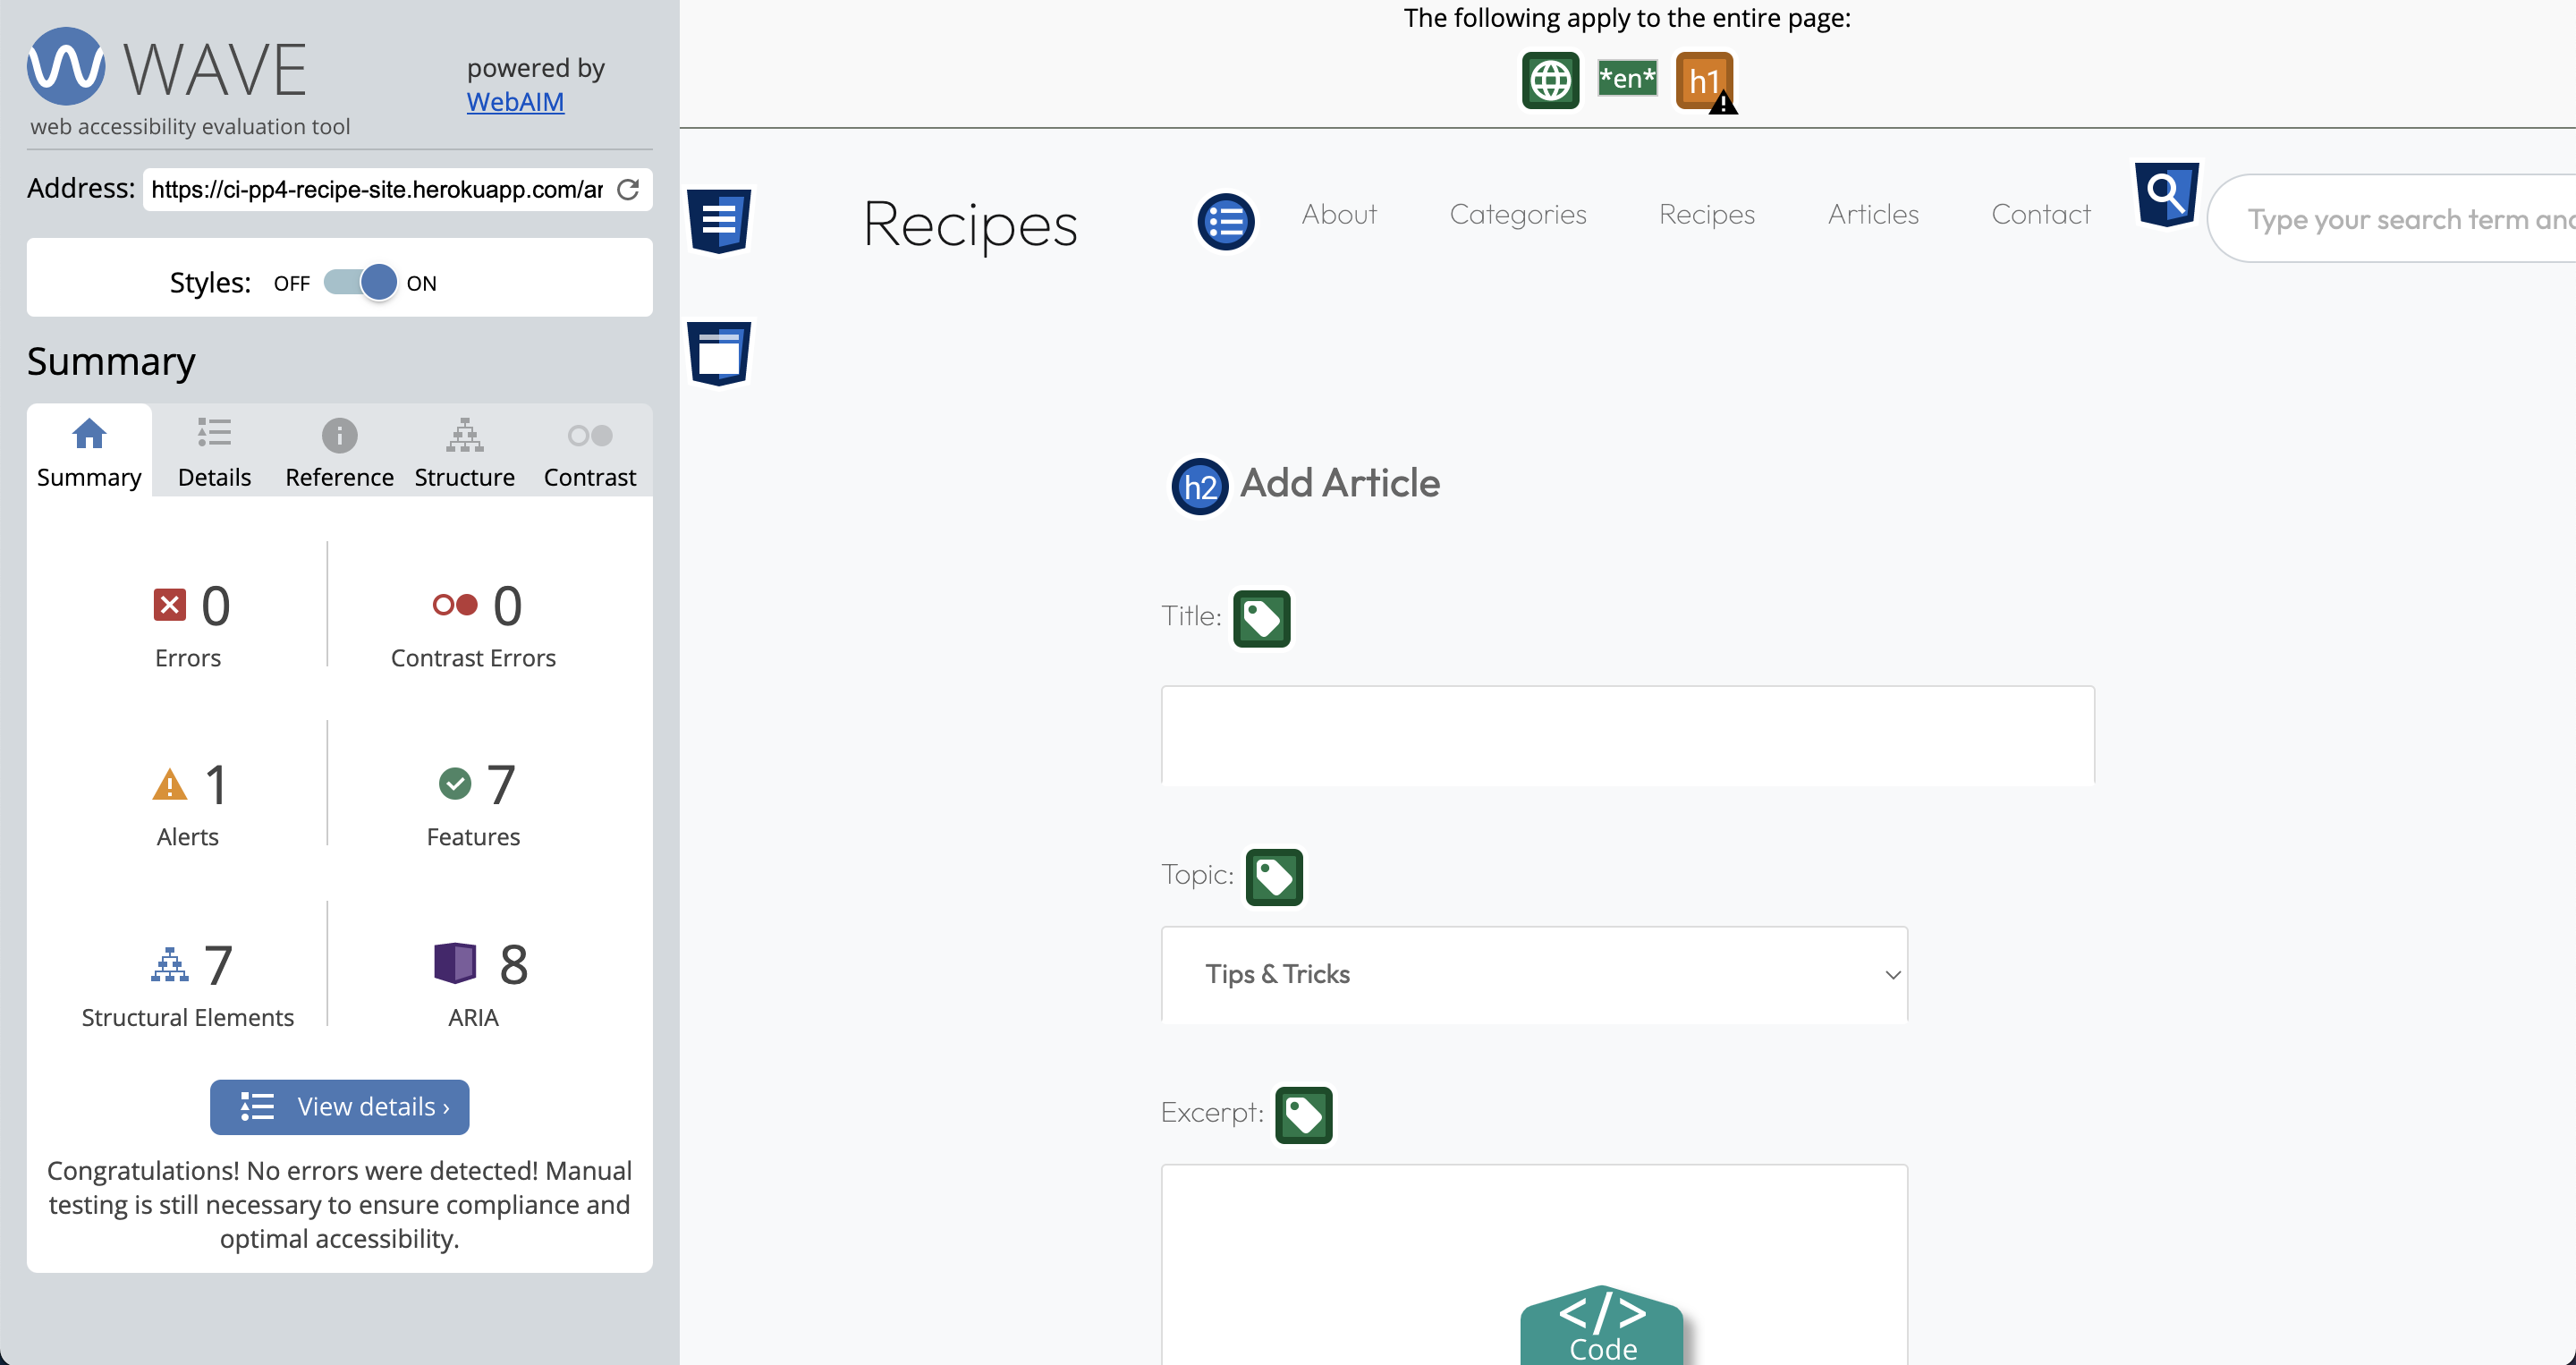 WAVE
powered by
WebAIM
web accessibility evaluation tool
Address: https://ci-pp4-recipe-site.herokuapp.com/ar
Styles: OFF ON
Summary
Summary Details Reference Structure Contrast
0 Errors
0 Contrast Errors
1 Alerts
7 Features
7 Structural Elements
8 ARIA
View details ›
Congratulations! No errors were detected! Manual
testing is still necessary to ensure compliance and
optimal accessibility.
The following apply to the entire page:
*en* h1
Recipes About Categories Recipes Articles Contact Type your search term and
h2 Add Article
Title:
Topic:
Tips & Tricks
Excerpt:
</>
Code